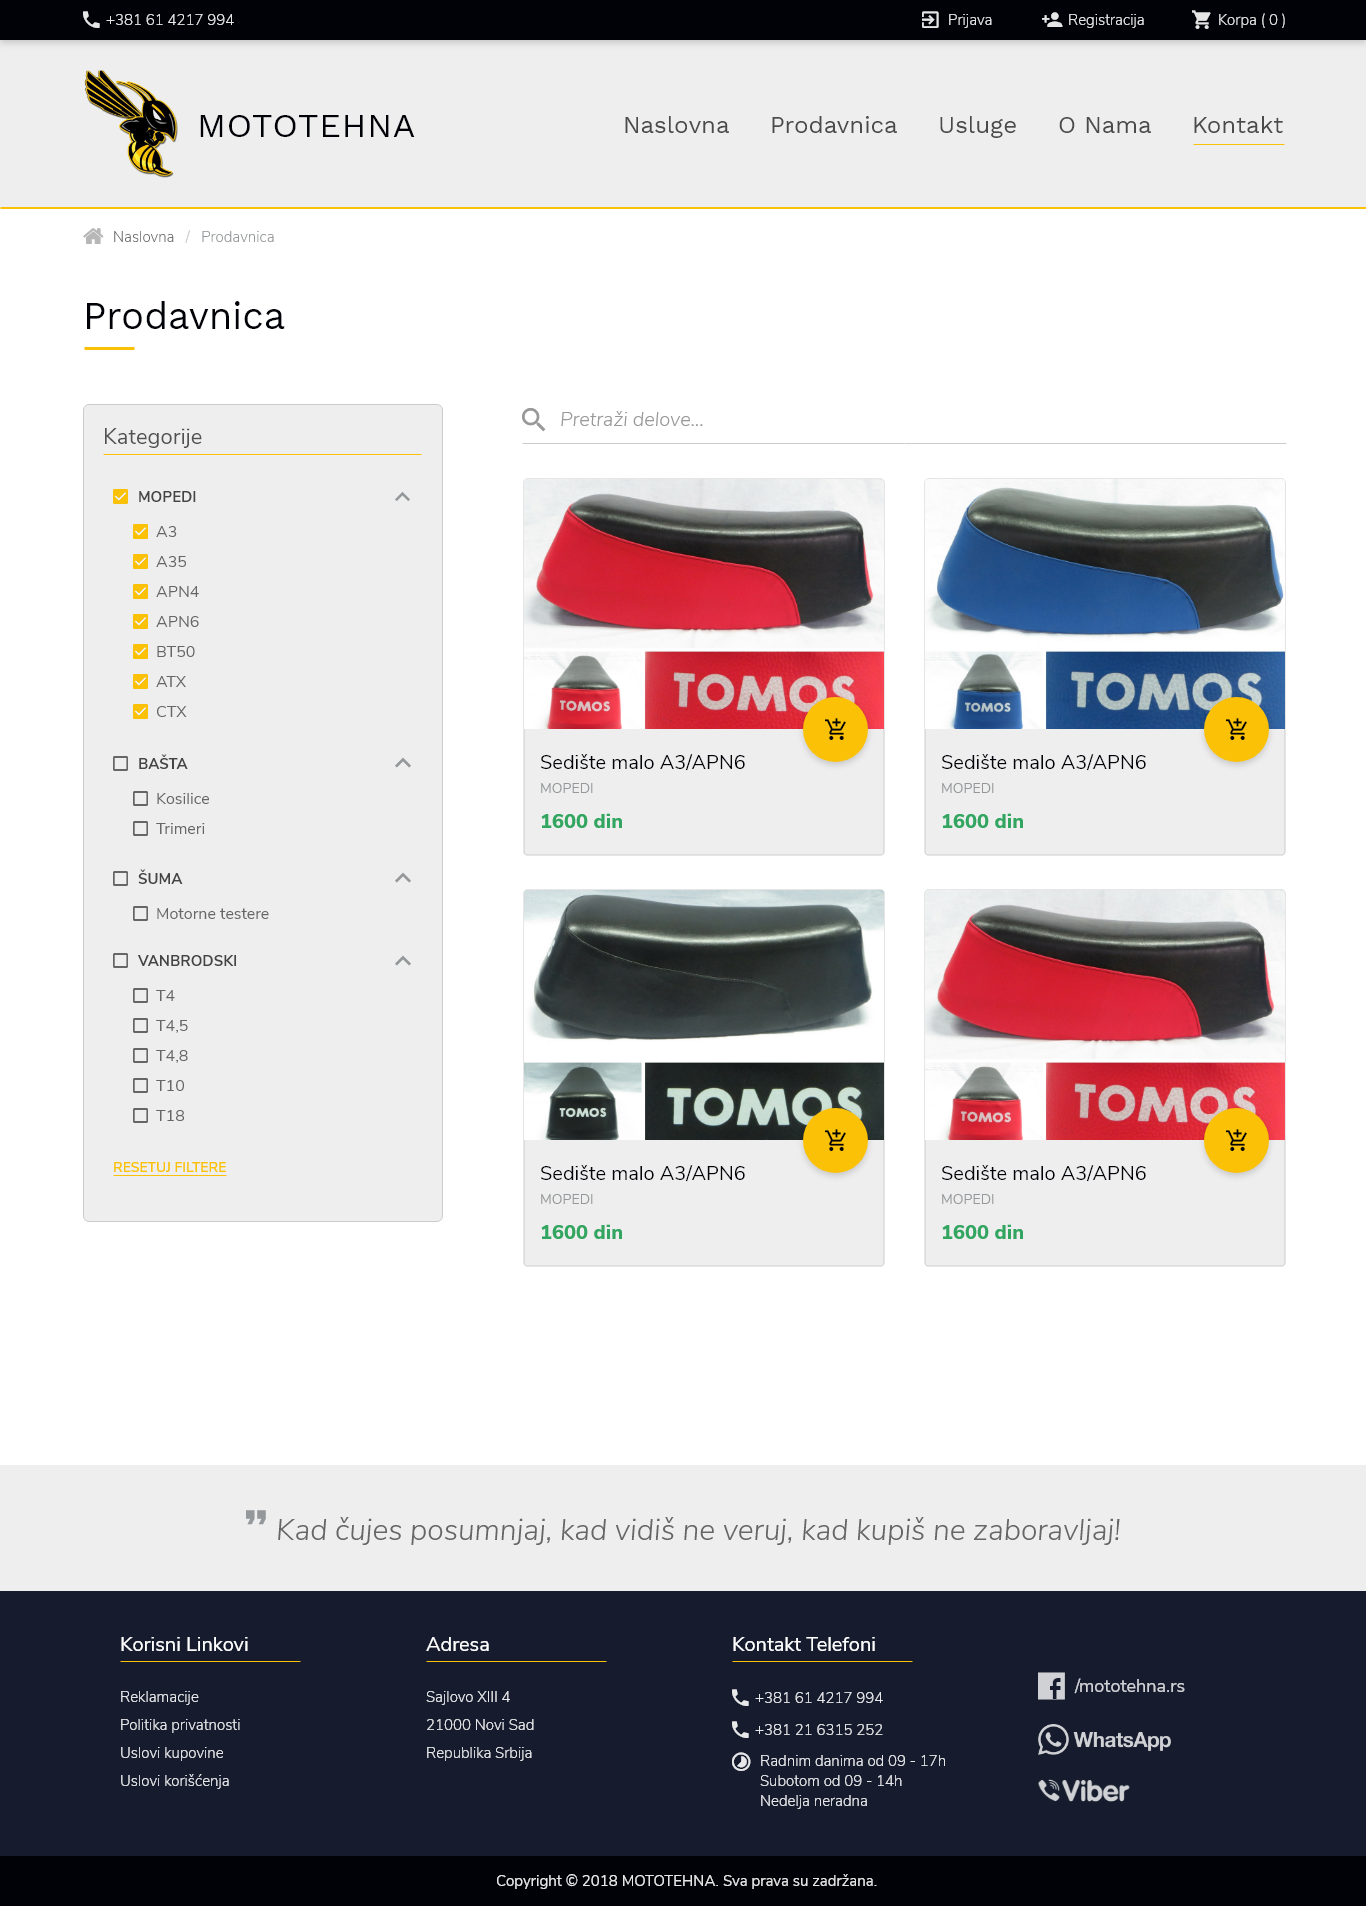 +381 61 4217 994
Prijava
Registracija
Korpa ( 0 )
MOTOTEHNA
Naslovna
Prodavnica
Usluge
O Nama
Kontakt
Naslovna / Prodavnica
Prodavnica
Kategorije
MOPEDI
A3
A35
APN4
APN6
BT50
ATX
CTX
BAŠTA
Kosilice
Trimeri
ŠUMA
Motorne testere
VANBRODSKI
T4
T4,5
T4,8
T10
T18
RESETUJ FILTERE
Pretraži delove...
TOMOS
TOMOS
Sedište malo A3/APN6
MOPEDI
1600 din
TOMOS
TOMOS
Sedište malo A3/APN6
MOPEDI
1600 din
TOMOS
TOMOS
Sedište malo A3/APN6
MOPEDI
1600 din
TOMOS
TOMOS
Sedište malo A3/APN6
MOPEDI
1600 din
" Kad čujes posumnjaj, kad vidiš ne veruj, kad kupiš ne zaboravljaj!
Korisni Linkovi
Reklamacije
Politika privatnosti
Uslovi kupovine
Uslovi korišćenja
Adresa
Sajlovo XIII 4
21000 Novi Sad
Republika Srbija
Kontakt Telefoni
+381 61 4217 994
+381 21 6315 252
Radnim danima od 09 - 17h
Subotom od 09 - 14h
Nedelja neradna
/mototehna.rs
WhatsApp
Viber
Copyright © 2018 MOTOTEHNA. Sva prava su zadržana.